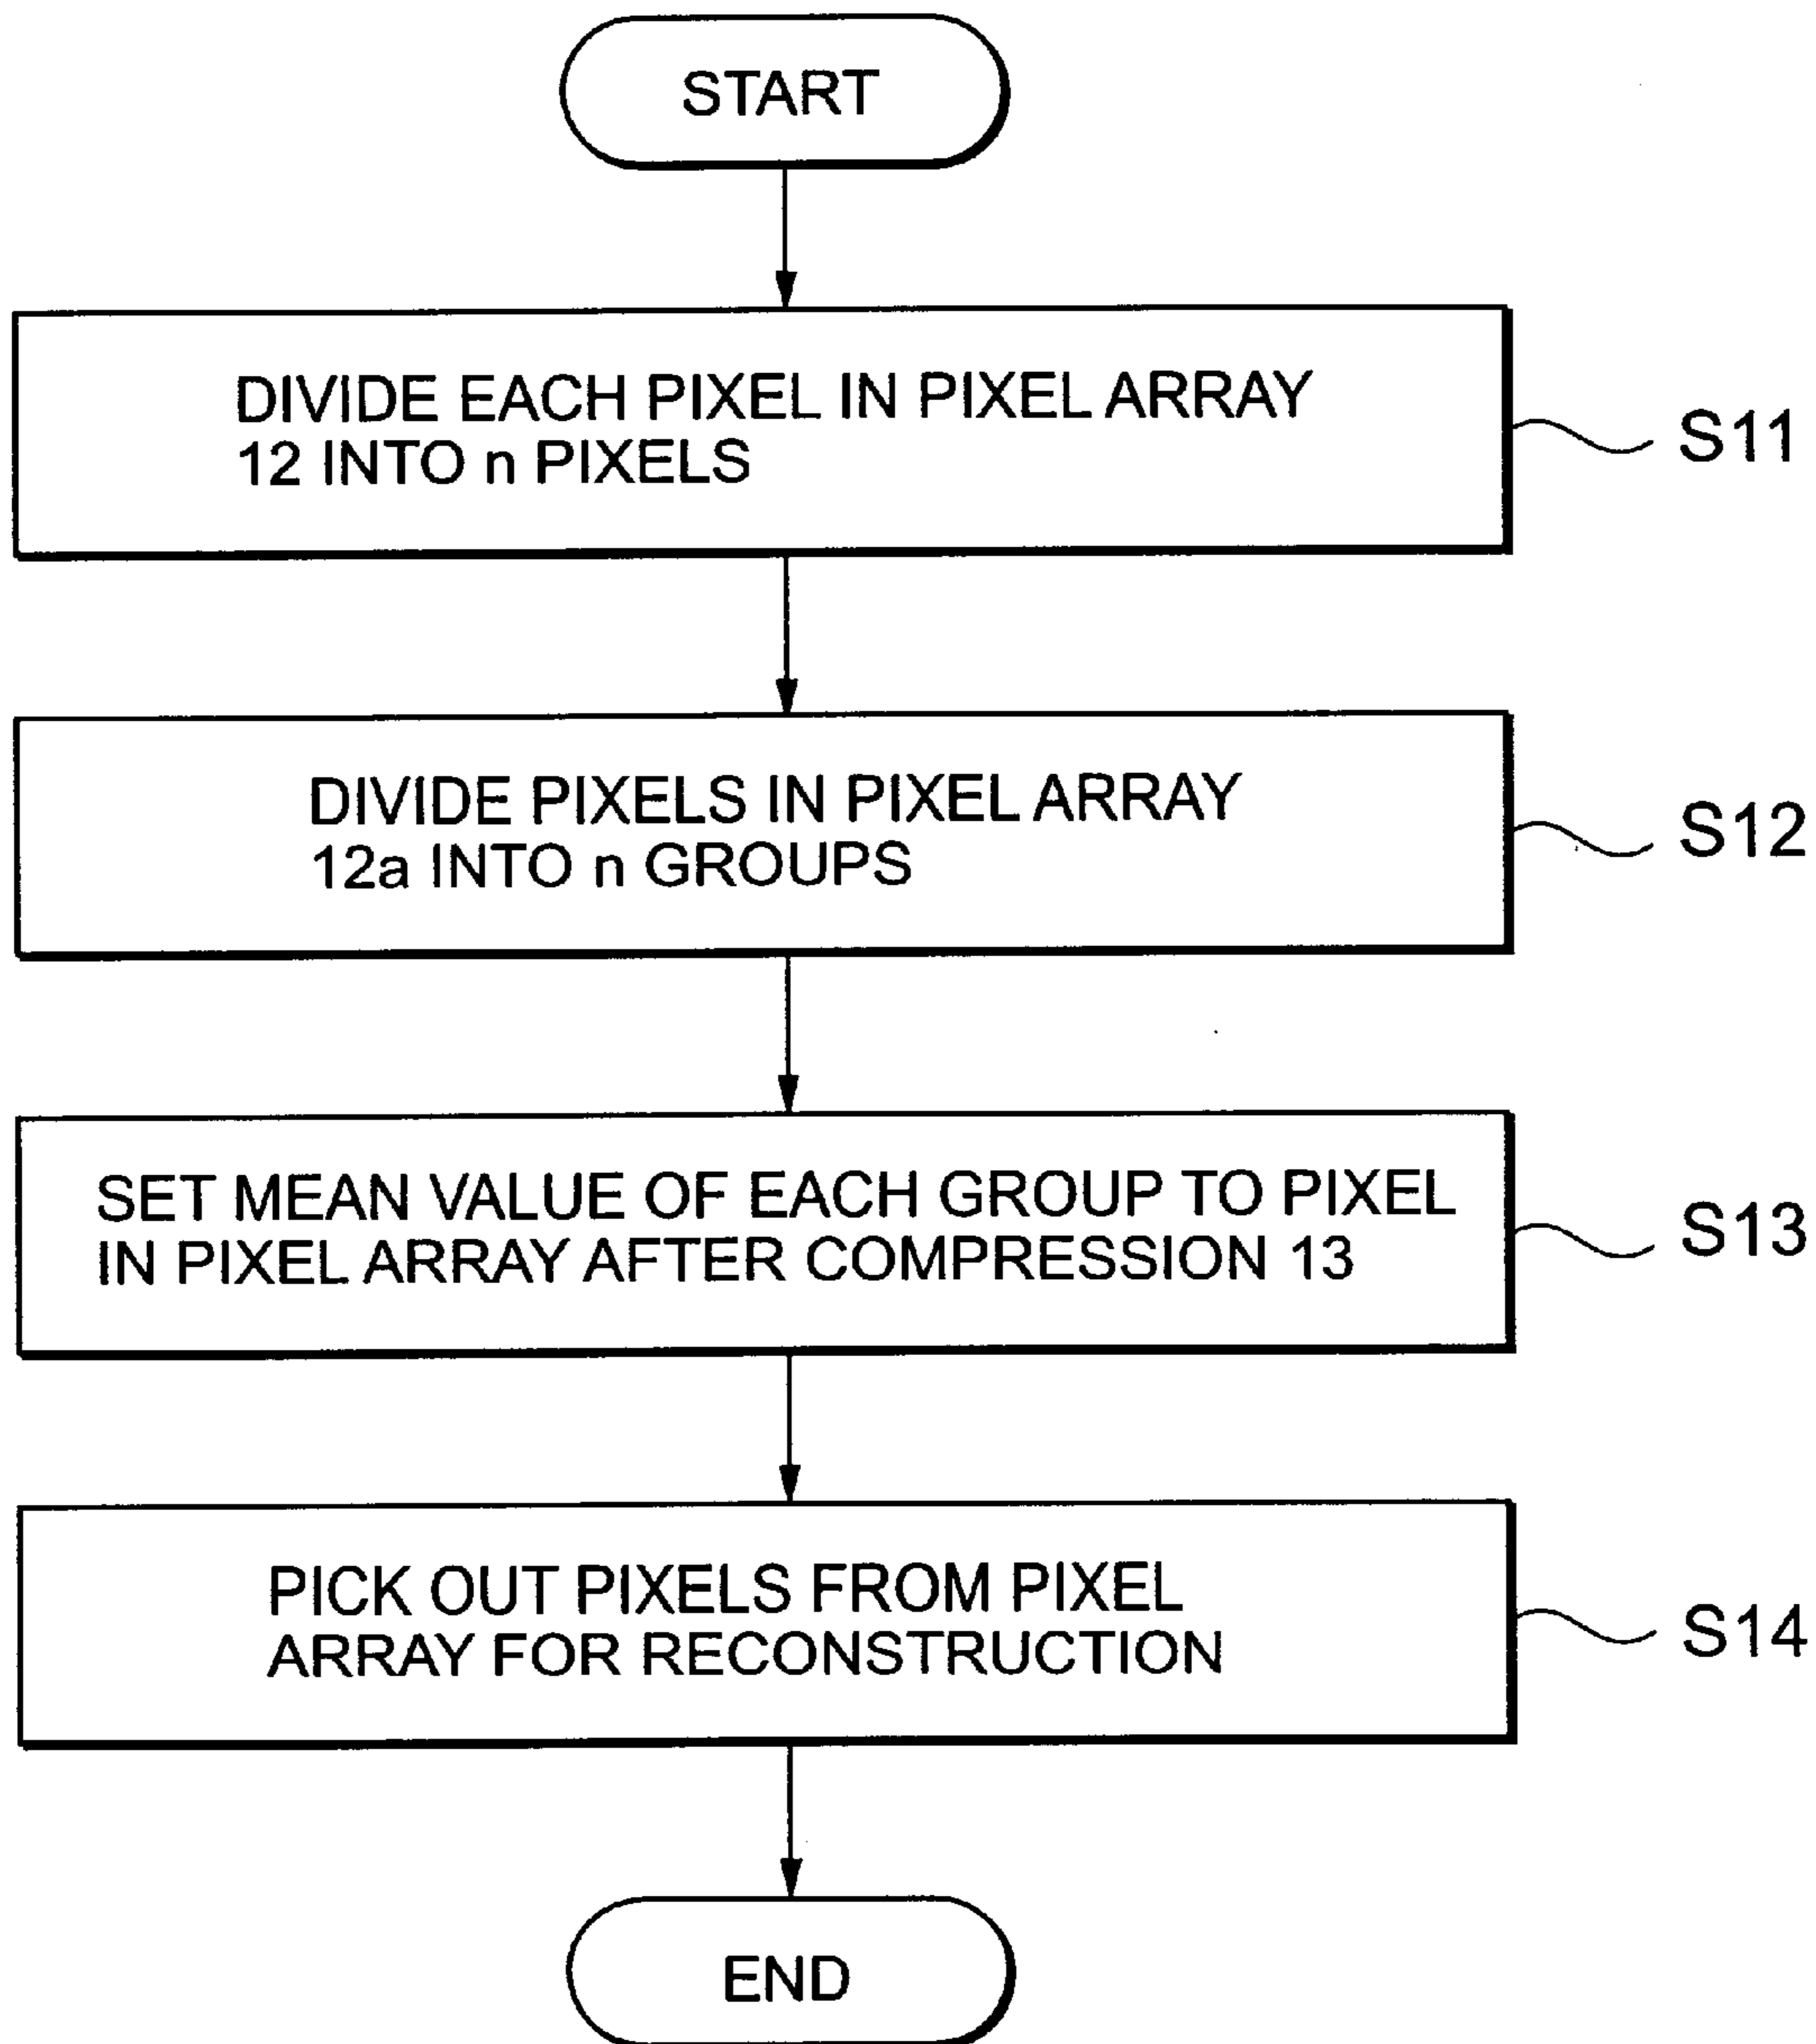 START
DIVIDE EACH PIXEL IN PIXEL ARRAY
12 INTO n PIXELS
S11
DIVIDE PIXELS IN PIXEL ARRAY
12a INTO n GROUPS
S12
SET MEAN VALUE OF EACH GROUP TO PIXEL
IN PIXEL ARRAY AFTER COMPRESSION 13
S13
PICK OUT PIXELS FROM PIXEL
ARRAY FOR RECONSTRUCTION
S14
END